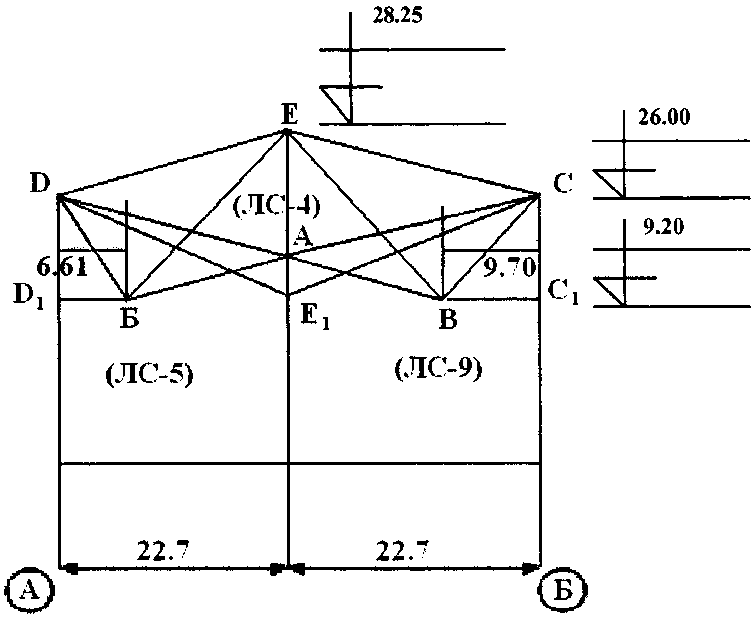 28.25
E
26.00
D
C
(ЛС-4)
A
9.20
6.61
9.70
D1
Б
E1
B
C1
(ЛС-5)
(ЛС-9)
22.7
22.7
А
Б